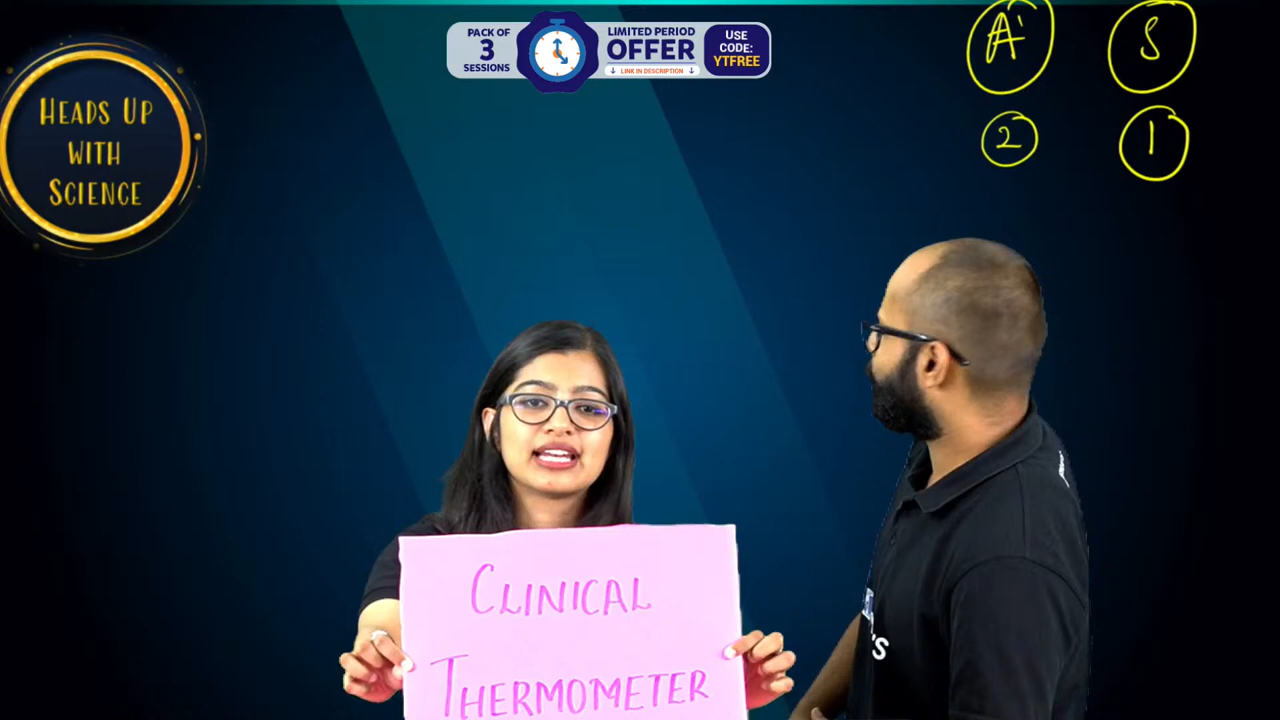 PACK OF
3
SESSIONS
LIMITED PERIOD
OFFER
↓ LINK IN DESCRIPTION ↓
USE
CODE:
YTFREE
A S
2 1
HEADS UP
WITH
SCIENCE
CLINICAL
THERMOMETER